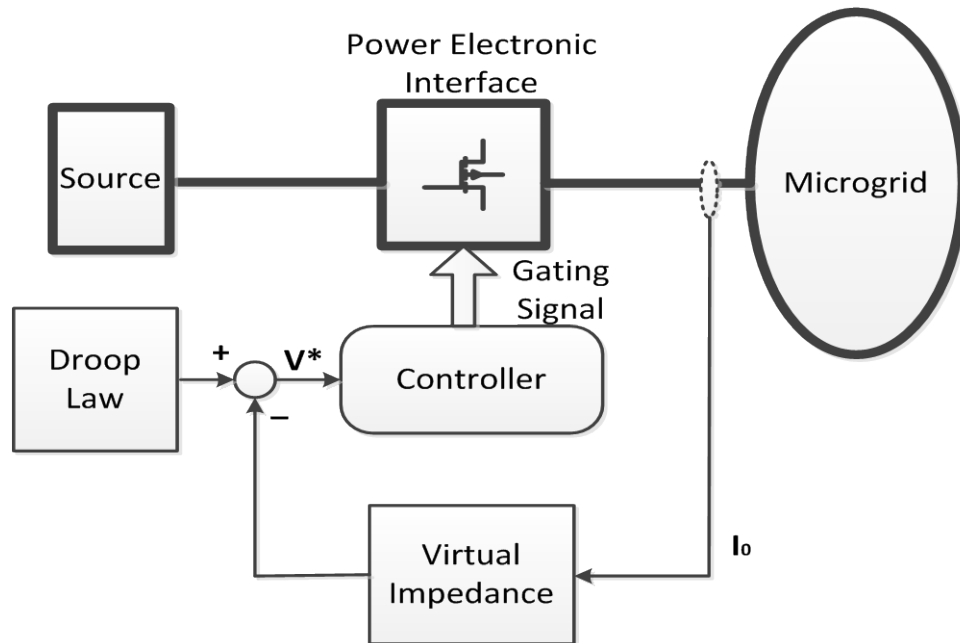 Power Electronic
Interface
Source
Microgrid
Gating
Signal
Droop
Law
+
V*
–
Controller
Virtual
Impedance
I₀